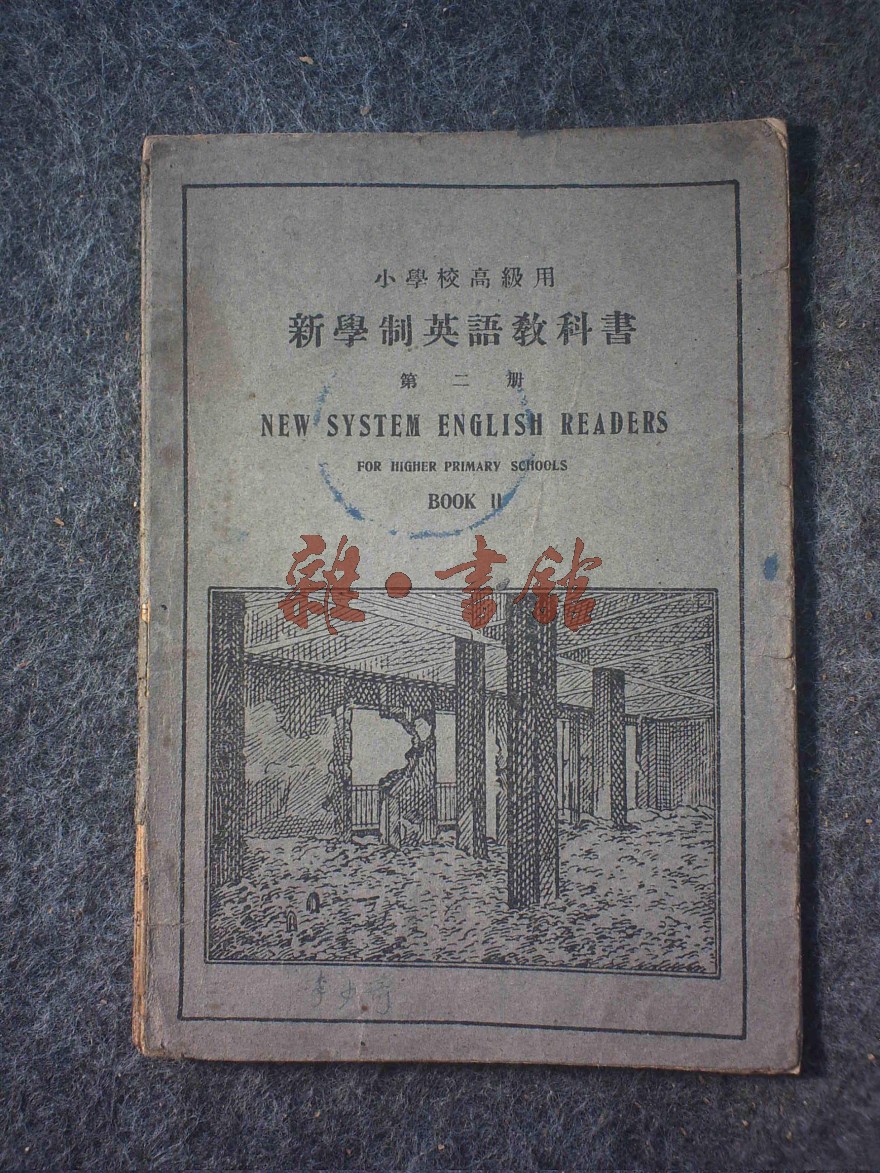 小學校高級用
新學制英語教科書
第二册
NEW SYSTEM ENGLISH READERS
FOR HIGHER PRIMARY SCHOOLS
BOOK II
雜·書館